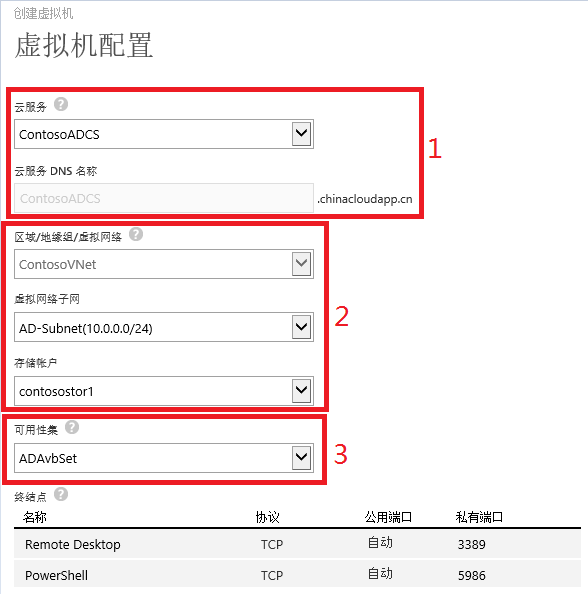 创建虚拟机
虚拟机配置
云服务 ?
ContosoADCS
1
云服务 DNS 名称
ContosoADCS .chinacloudapp.cn
区域/地缘组/虚拟网络 ?
ContosoVNet
虚拟网络子网
2
AD-Subnet(10.0.0.0/24)
存储帐户
contosostor1
可用性集 ?
3
ADAvbSet
终结点 ?
名称 协议 公用端口 私有端口
Remote Desktop TCP 自动 3389
PowerShell TCP 自动 5986